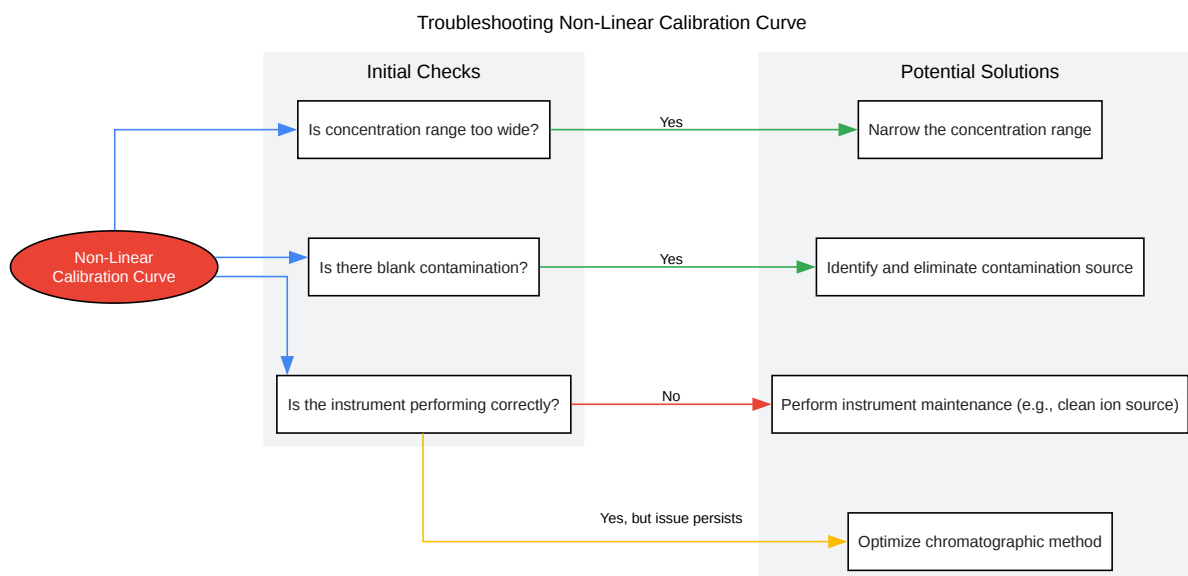 Troubleshooting Non-Linear Calibration Curve
Initial Checks
Potential Solutions
Is concentration range too wide?
Yes
Narrow the concentration range
Non-Linear
Calibration Curve
Is there blank contamination?
Yes
Identify and eliminate contamination source
Is the instrument performing correctly?
No
Perform instrument maintenance (e.g., clean ion source)
Yes, but issue persists
Optimize chromatographic method